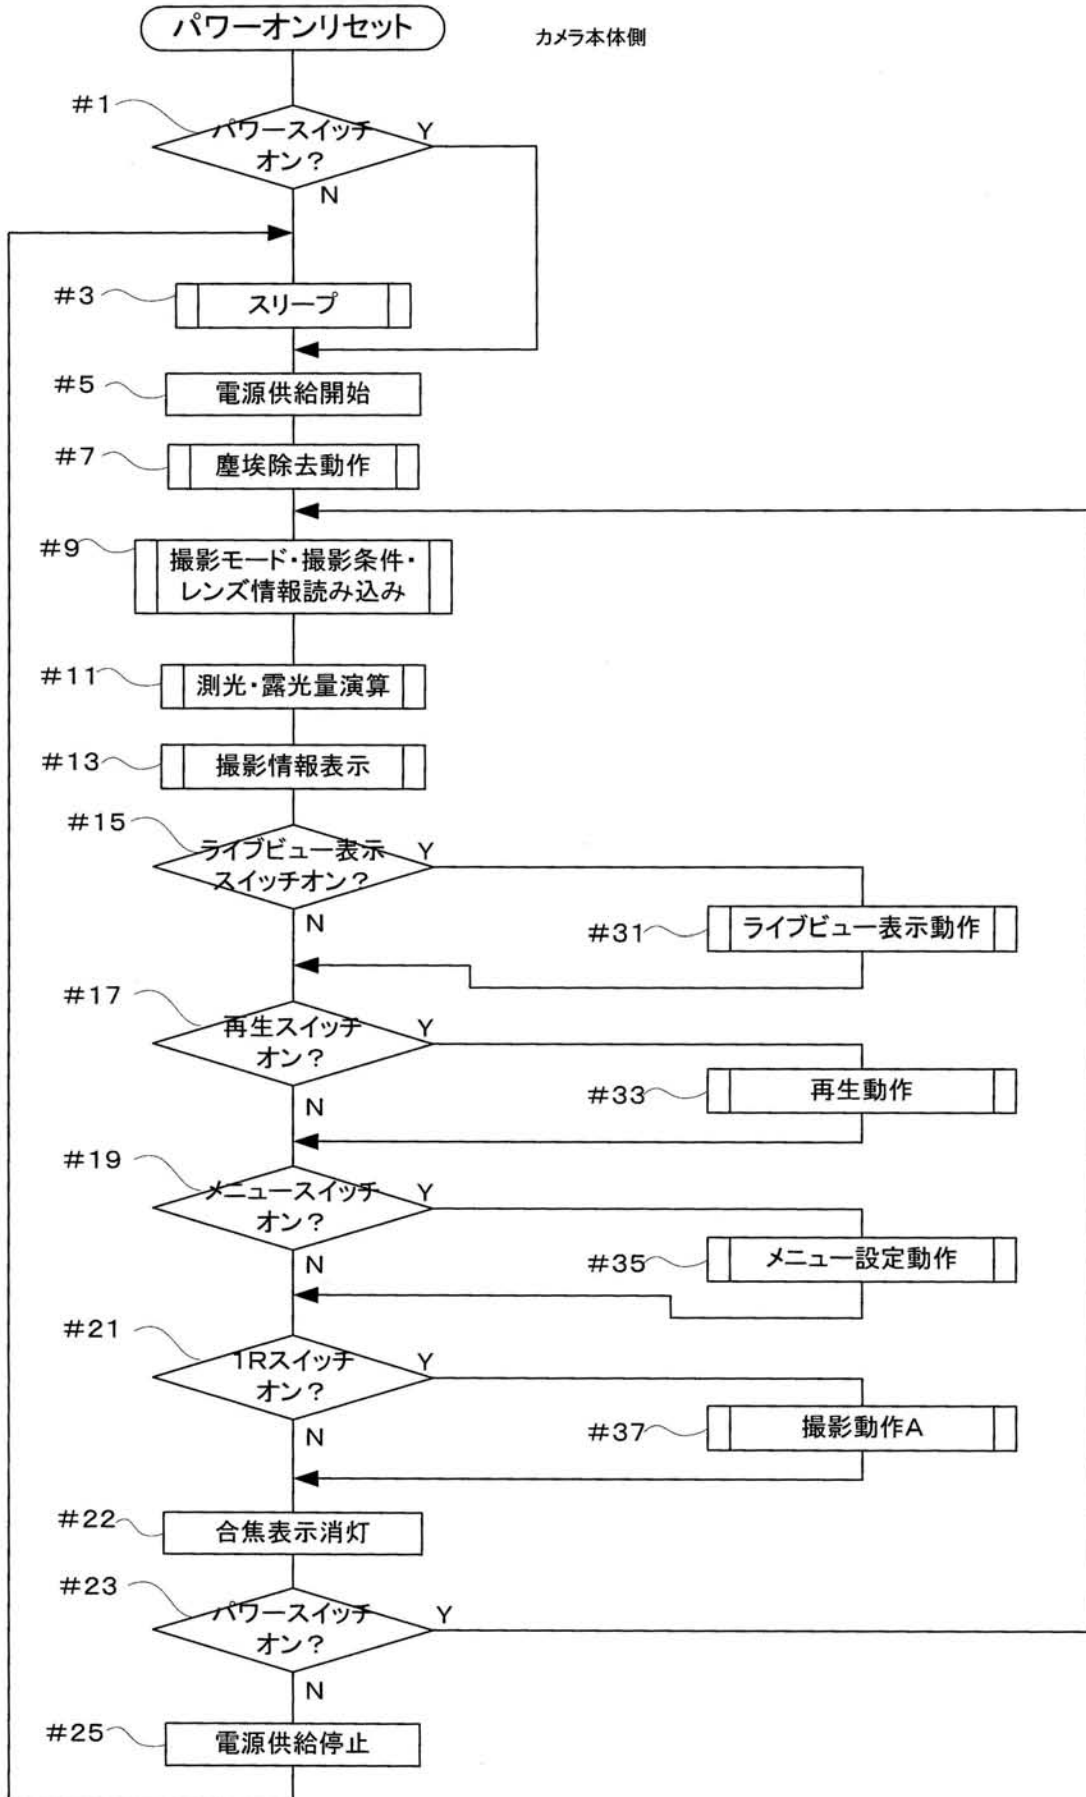 パワーオンリセット
カメラ本体側
#1
パワースイッチ
オン?
Y
N
#3
スリープ
#5
電源供給開始
#7
塵埃除去動作
#9
撮影モード・撮影条件・
レンズ情報読み込み
#11
測光・露光量演算
#13
撮影情報表示
#15
ライブビュー表示
スイッチオン?
Y
N
#31
ライブビュー表示動作
#17
再生スイッチ
オン?
Y
N
#33
再生動作
#19
メニュースイッチ
オン?
Y
N
#35
メニュー設定動作
#21
1Rスイッチ
オン?
Y
N
#37
撮影動作A
#22
合焦表示消灯
#23
パワースイッチ
オン?
Y
N
#25
電源供給停止